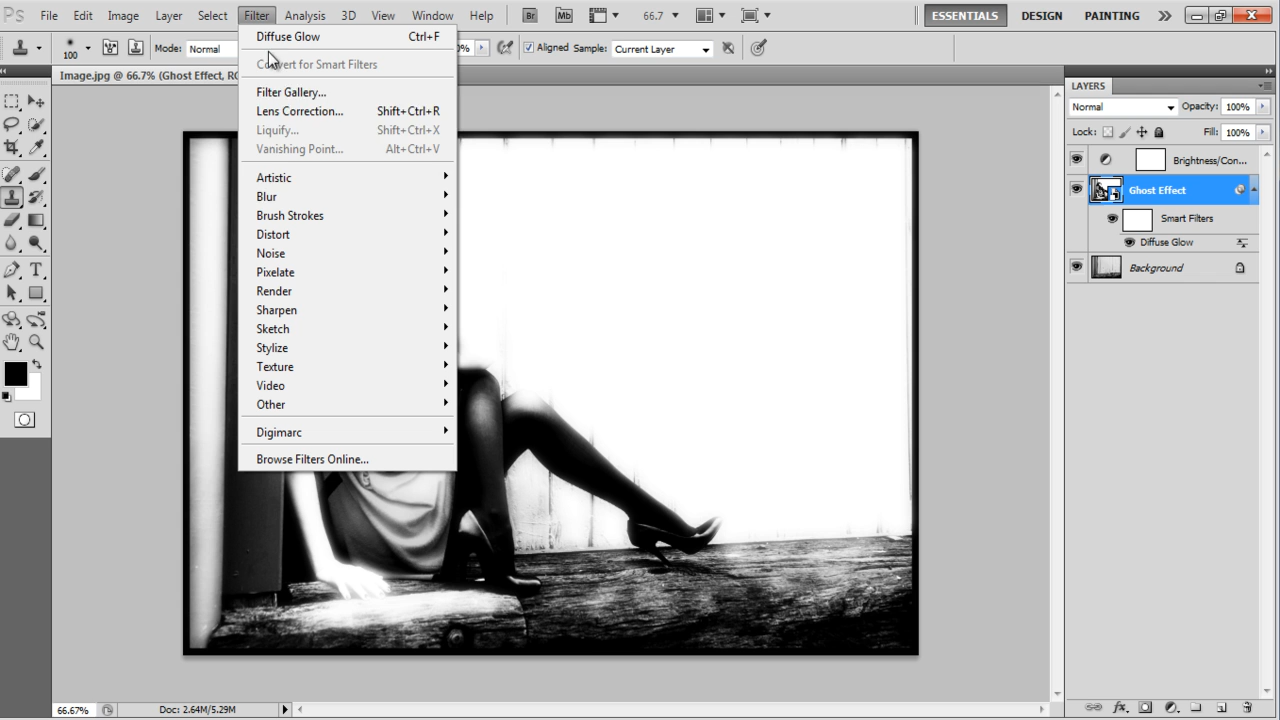 Ps File Edit Image Layer Select Filter Analysis 3D View Window Help Br Mb 66.7 ESSENTIALS DESIGN PAINTING
100 Mode: Normal 0% Aligned Sample: Current Layer
Image.jpg @ 66.7% (Ghost Effect, RG
Diffuse Glow Ctrl+F
Convert for Smart Filters
Filter Gallery...
Lens Correction... Shift+Ctrl+R
Liquify... Shift+Ctrl+X
Vanishing Point... Alt+Ctrl+V
Artistic
Blur
Brush Strokes
Distort
Noise
Pixelate
Render
Sharpen
Sketch
Stylize
Texture
Video
Other
Digimarc
Browse Filters Online...
LAYERS
Normal Opacity: 100%
Lock: Fill: 100%
Brightness/Con...
Ghost Effect
Smart Filters
Diffuse Glow
Background
66.67% Doc: 2.64M/5.29M